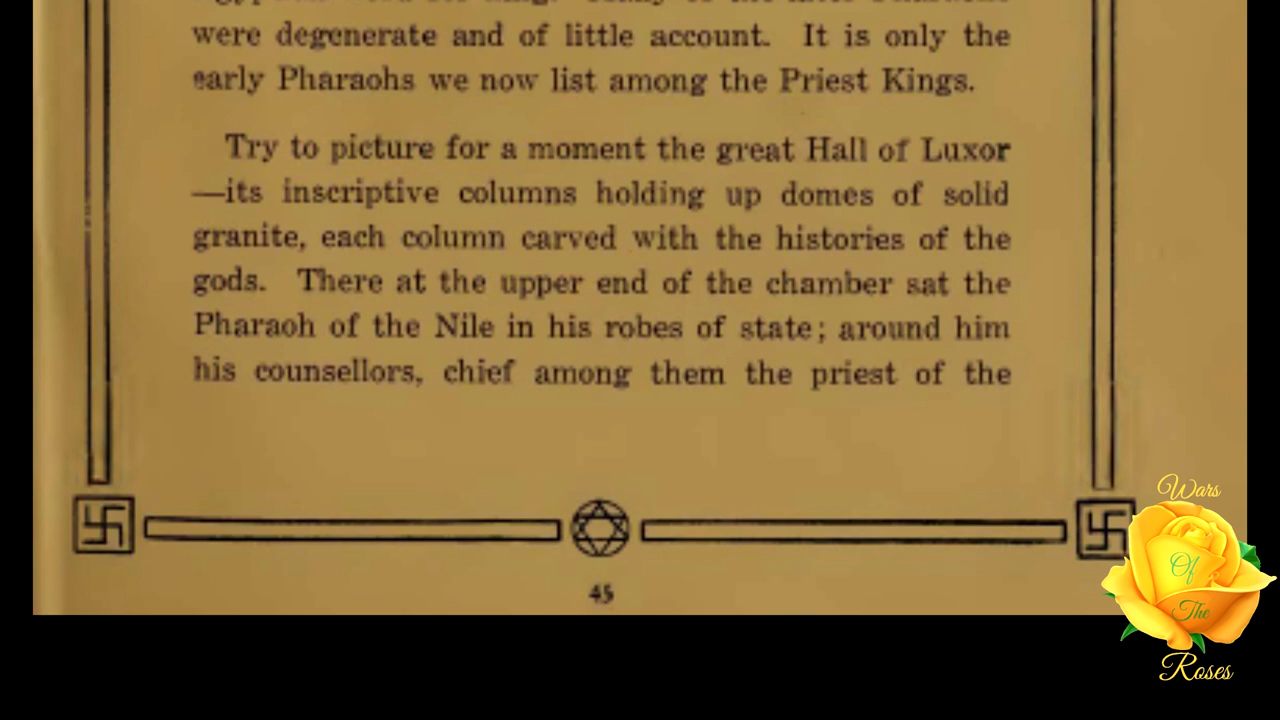 were degenerate and of little account. It is only the
early Pharaohs we now list among the Priest Kings.
Try to picture for a moment the great Hall of Luxor
—its inscriptive columns holding up domes of solid
granite, each column carved with the histories of the
gods. There at the upper end of the chamber sat the
Pharaoh of the Nile in his robes of state; around him
his counsellors, chief among them the priest of the
45
Wars
Of
The
Roses